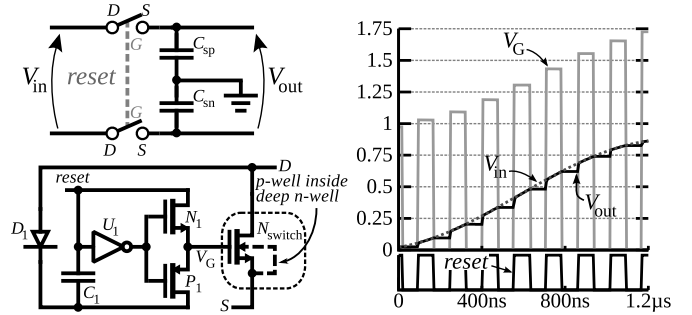 D S
G
C_sp
V_in reset V_out
C_sn
G
D S
reset
D
p-well inside
deep n-well
D_1 U_1 N_1 N_switch
V_G
C_1 P_1
S
1.75
1.5
1.25
1
0.75
0.5
0.25
0
V_G
V_in
V_out
reset
0 400ns 800ns 1.2µs